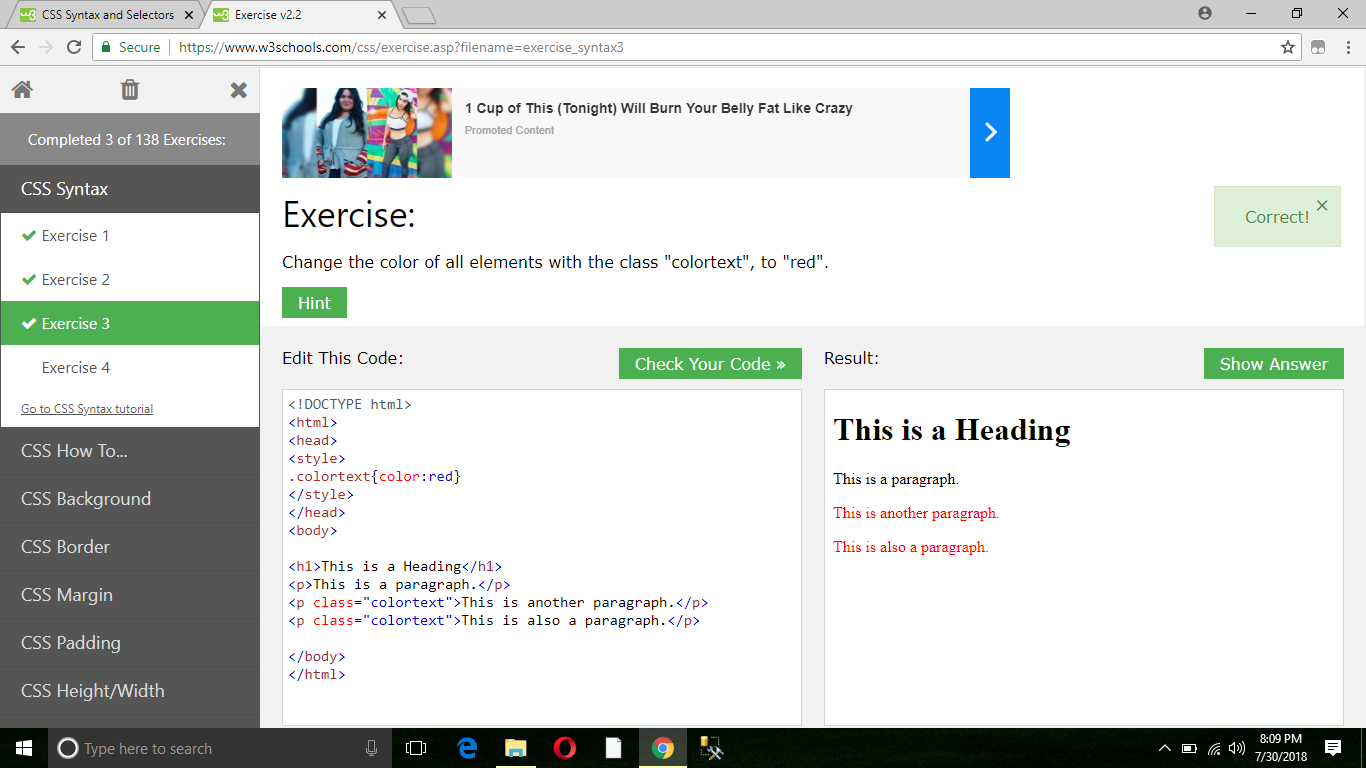 CSS Syntax and Selectors
Exercise v2.2
Secure
https://www.w3schools.com/css/exercise.asp?filename=exercise_syntax3
Completed 3 of 138 Exercises:
CSS Syntax
Exercise 1
Exercise 2
Exercise 3
Exercise 4
Go to CSS Syntax tutorial
CSS How To...
CSS Background
CSS Border
CSS Margin
CSS Padding
CSS Height/Width
1 Cup of This (Tonight) Will Burn Your Belly Fat Like Crazy
Promoted Content
Exercise:
Correct!
Change the color of all elements with the class "colortext", to "red".
Hint
Edit This Code:
Check Your Code »
<!DOCTYPE html>
<html>
<head>
<style>
.colortext{color:red}
</style>
</head>
<body>
<h1>This is a Heading</h1>
<p>This is a paragraph.</p>
<p class="colortext">This is another paragraph.</p>
<p class="colortext">This is also a paragraph.</p>
</body>
</html>
Result:
Show Answer
This is a Heading
This is a paragraph.
This is another paragraph.
This is also a paragraph.
Type here to search
8:09 PM
7/30/2018